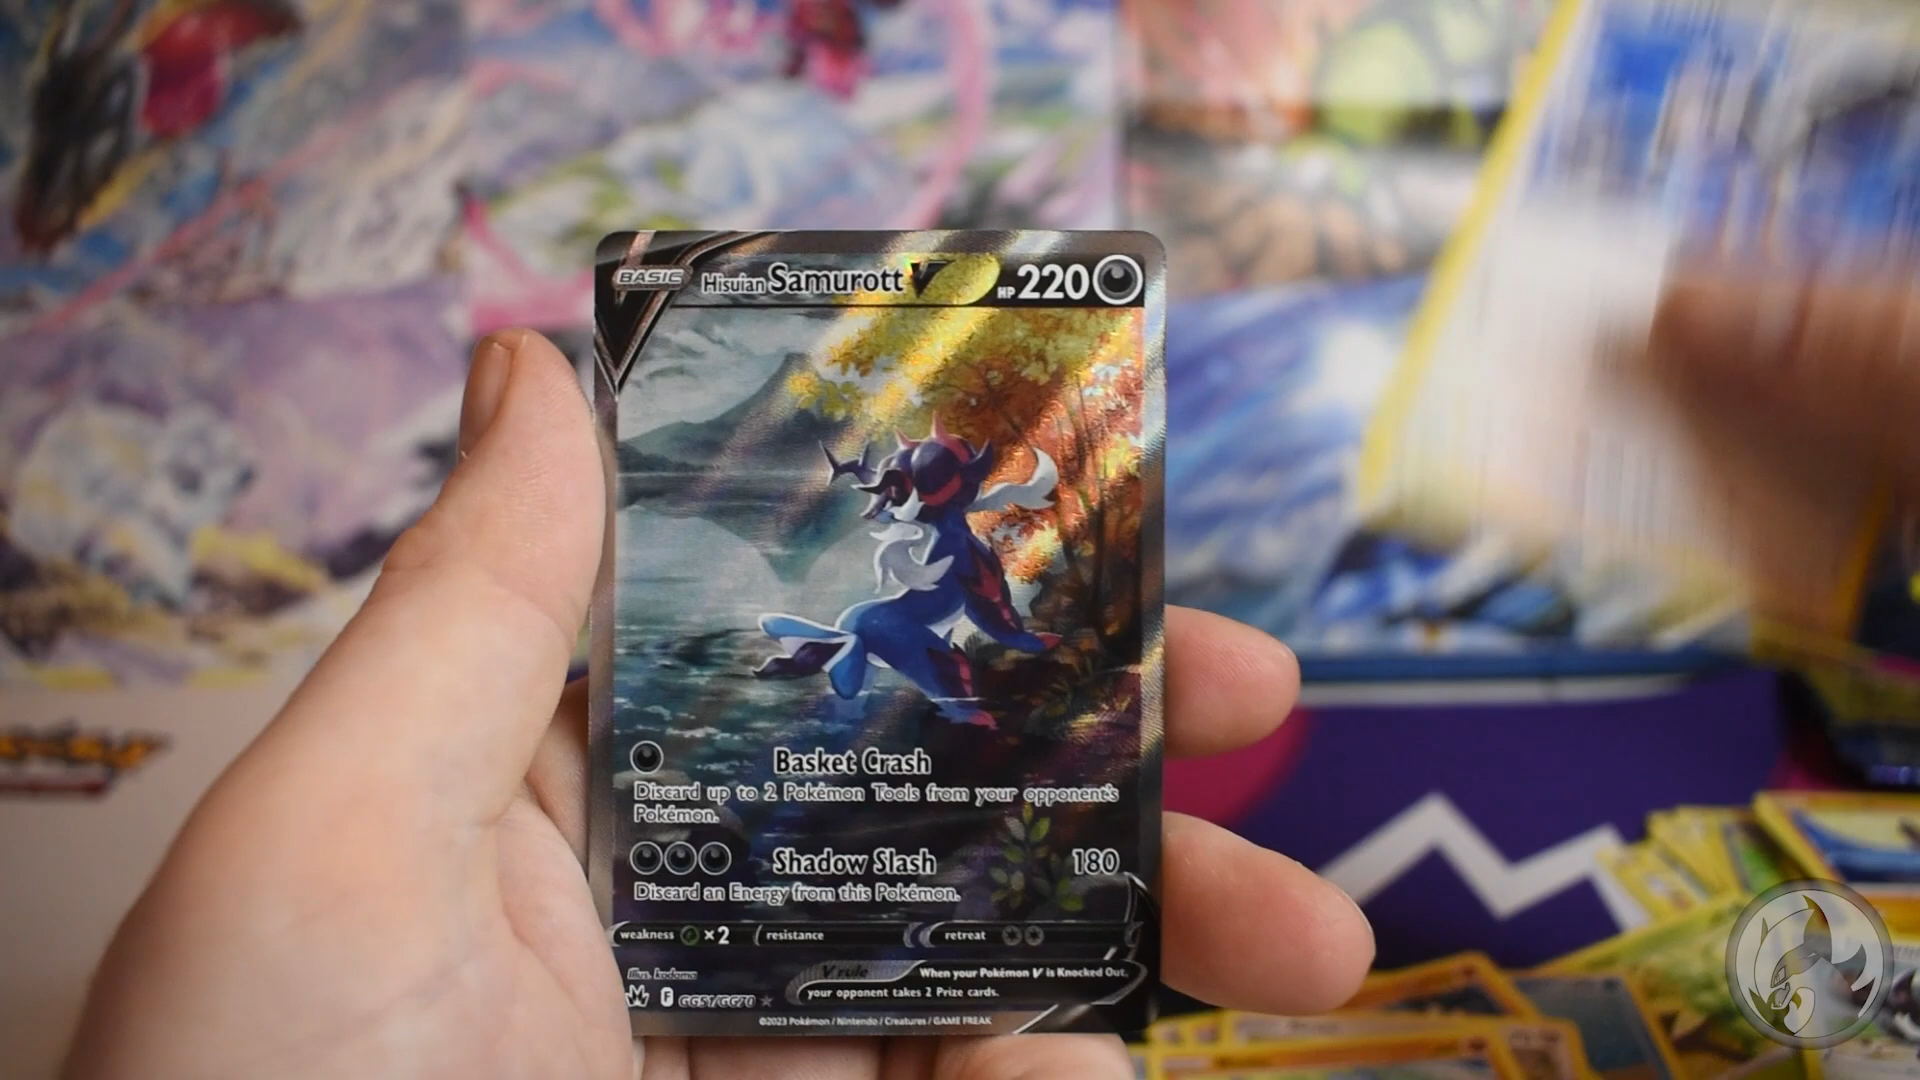 BASIC Hisuian Samurott V HP 220
Basket Crash
Discard up to 2 Pokémon Tools from your opponent's
Pokémon.
Shadow Slash 180
Discard an Energy from this Pokémon.
weakness ×2 resistance retreat
Illus. kodama
V rule When your Pokémon V is Knocked Out,
your opponent takes 2 Prize cards.
F GG51/GG70
©2023 Pokémon / Nintendo / Creatures / GAME FREAK